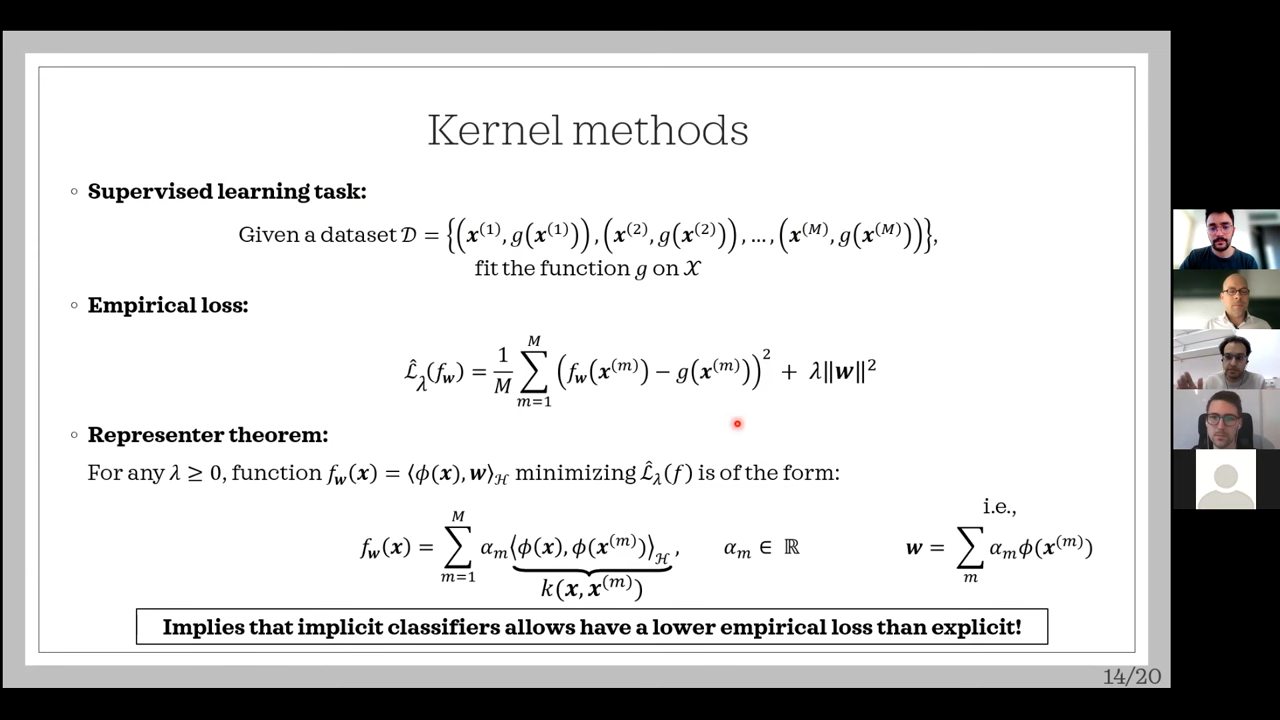 Kernel methods
◦ Supervised learning task:
Given a dataset 𝒟 = {(x⁽¹⁾, g(x⁽¹⁾)), (x⁽²⁾, g(x⁽²⁾)), …, (x⁽ᴹ⁾, g(x⁽ᴹ⁾))},
fit the function g on 𝒳
◦ Empirical loss:
ℒ̂_λ(f_w) = 1/M ∑_{m=1}^{M} (f_w(x⁽ᵐ⁾) − g(x⁽ᵐ⁾))² + λ‖w‖²
◦ Representer theorem:
For any λ ≥ 0, function f_w(x) = ⟨ϕ(x), w⟩_ℋ minimizing ℒ̂_λ(f) is of the form:
i.e.,
f_w(x) = ∑_{m=1}^{M} α_m⟨ϕ(x), ϕ(x⁽ᵐ⁾)⟩_ℋ , α_m ∈ ℝ w = ∑_m α_mϕ(x⁽ᵐ⁾)
k(x, x⁽ᵐ⁾)
Implies that implicit classifiers allows have a lower empirical loss than explicit!
14/20